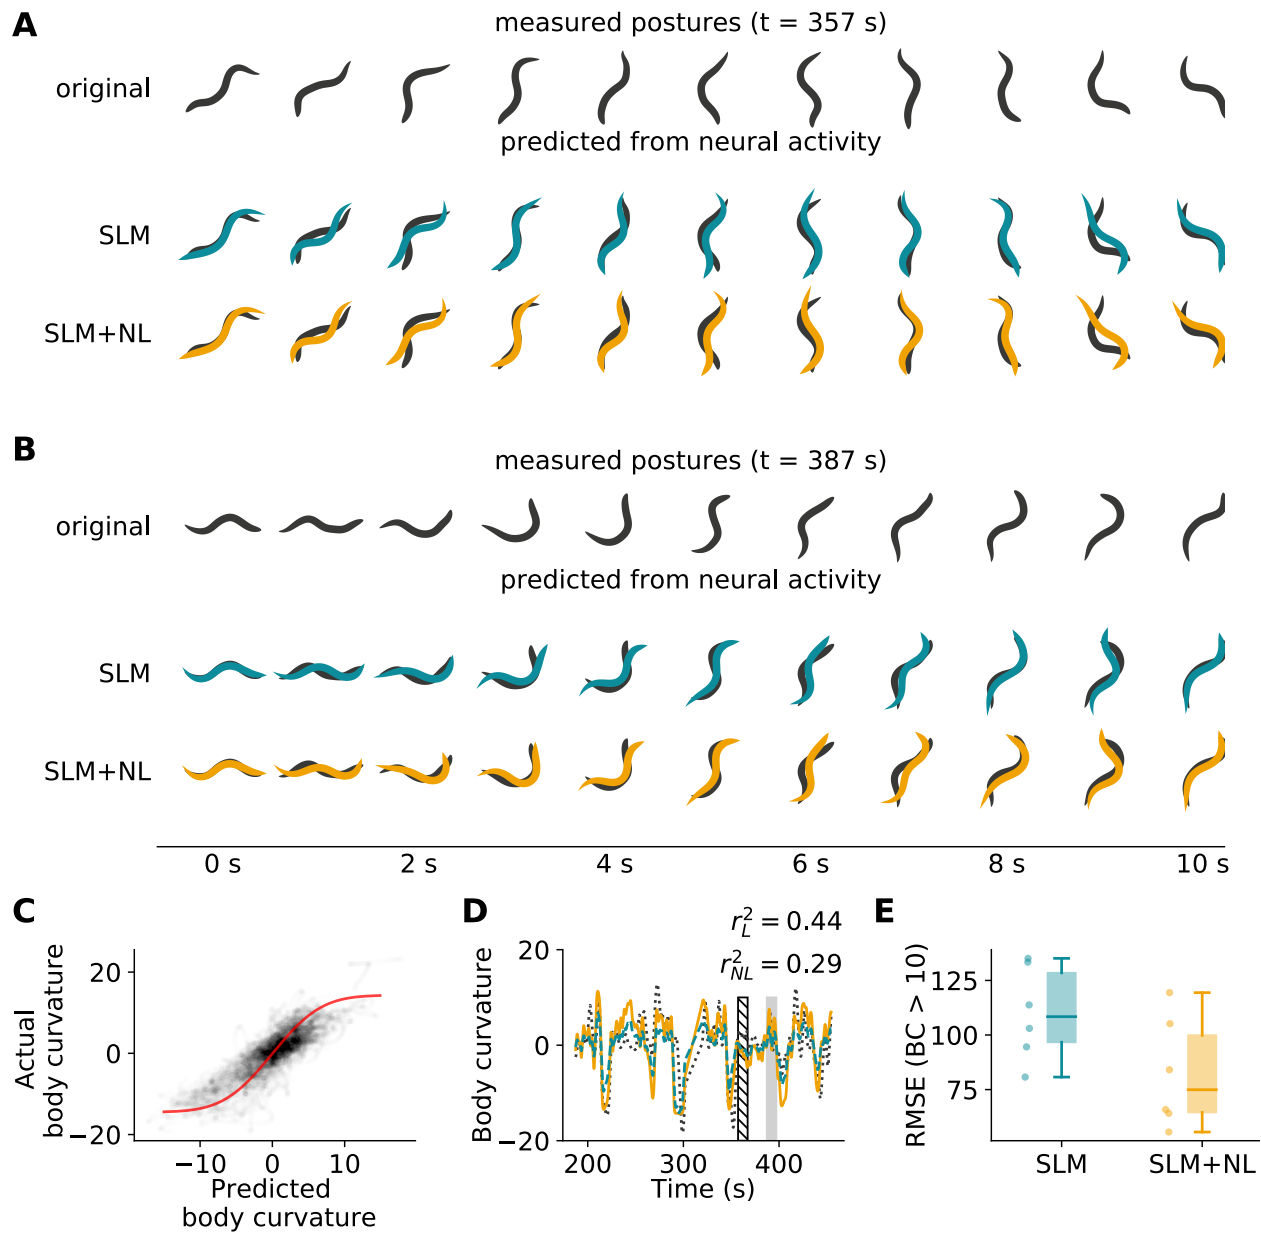 A
measured postures (t = 357 s)
original
predicted from neural activity
SLM
SLM+NL
B
measured postures (t = 387 s)
original
predicted from neural activity
SLM
SLM+NL
0 s 2 s 4 s 6 s 8 s 10 s
C
Actual
body curvature
20
0
−20
−10 0 10
Predicted
body curvature
D
r²_L = 0.44
r²_NL = 0.29
Body curvature
20
0
−20
200 300 400
Time (s)
E
RMSE (BC > 10)
125
100
75
SLM SLM+NL